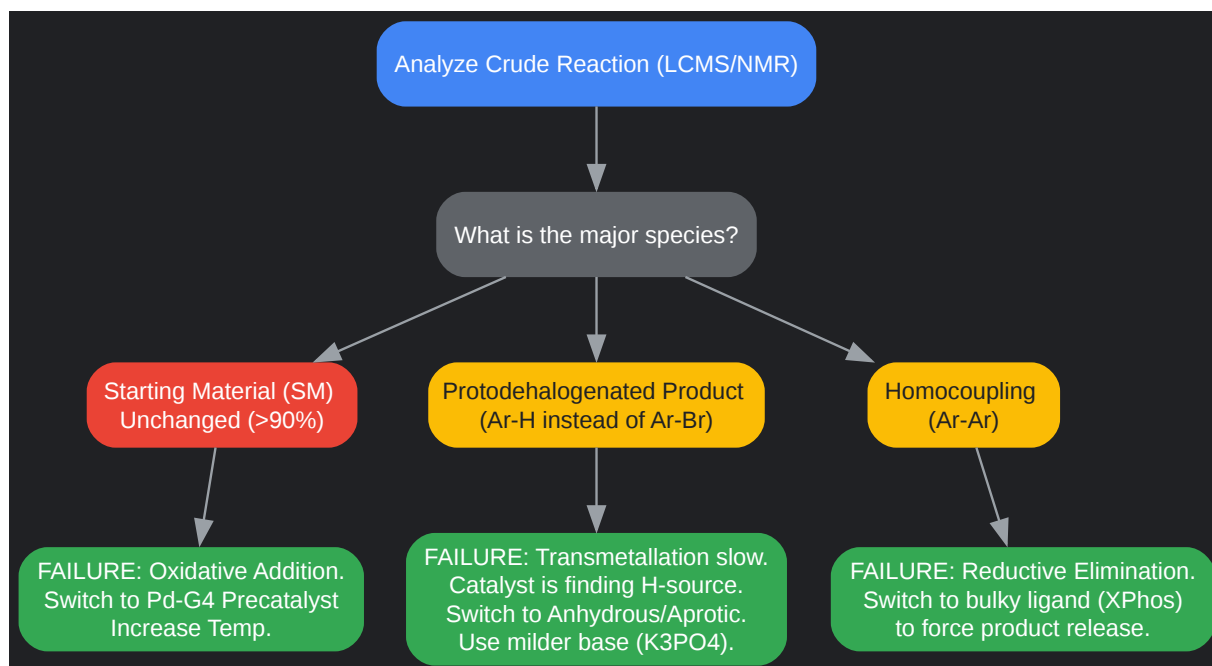 Analyze Crude Reaction (LCMS/NMR)
What is the major species?
Starting Material (SM)
Unchanged (>90%)
Protodehalogenated Product
(Ar-H instead of Ar-Br)
Homocoupling
(Ar-Ar)
FAILURE: Oxidative Addition.
Switch to Pd-G4 Precatalyst
Increase Temp.
FAILURE: Transmetallation slow.
Catalyst is finding H-source.
Switch to Anhydrous/Aprotic.
Use milder base (K3PO4).
FAILURE: Reductive Elimination.
Switch to bulky ligand (XPhos)
to force product release.